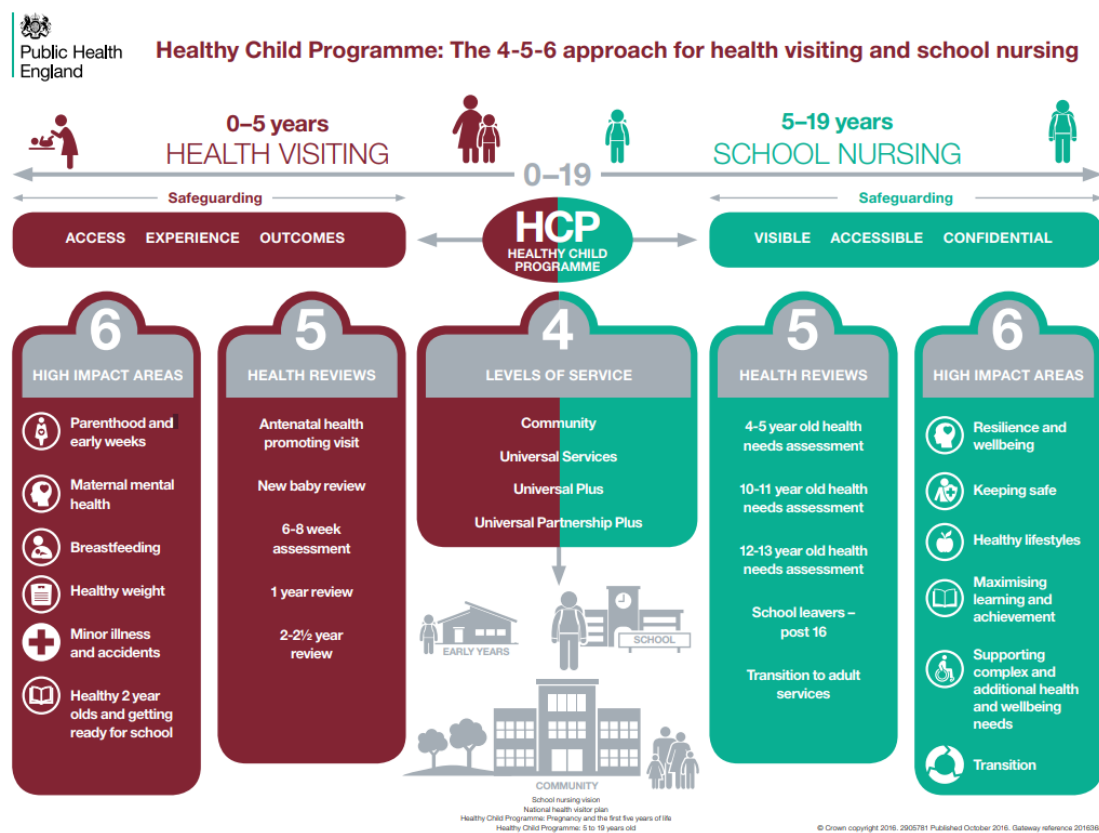 Public Health
England
Healthy Child Programme: The 4-5-6 approach for health visiting and school nursing
0–5 years
HEALTH VISITING
5–19 years
SCHOOL NURSING
0–19
Safeguarding
Safeguarding
ACCESS EXPERIENCE OUTCOMES
HCP
HEALTHY CHILD
PROGRAMME
VISIBLE ACCESSIBLE CONFIDENTIAL
6
HIGH IMPACT AREAS
Parenthood and
early weeks
Maternal mental
health
Breastfeeding
Healthy weight
Minor illness
and accidents
Healthy 2 year
olds and getting
ready for school
5
HEALTH REVIEWS
Antenatal health
promoting visit
New baby review
6-8 week
assessment
1 year review
2-2½ year
review
4
LEVELS OF SERVICE
Community
Universal Services
Universal Plus
Universal Partnership Plus
EARLY YEARS
SCHOOL
COMMUNITY
5
HEALTH REVIEWS
4-5 year old health
needs assessment
10-11 year old health
needs assessment
12-13 year old health
needs assessment
School leavers –
post 16
Transition to adult
services
6
HIGH IMPACT AREAS
Resilience and
wellbeing
Keeping safe
Healthy lifestyles
Maximising
learning and
achievement
Supporting
complex and
additional health
and wellbeing
needs
Transition
School nursing vision
National health visitor plan
Healthy Child Programme: Pregnancy and the first five years of life
Healthy Child Programme: 5 to 19 years old
© Crown copyright 2016. 2905781 Published October 2016. Gateway reference 201636